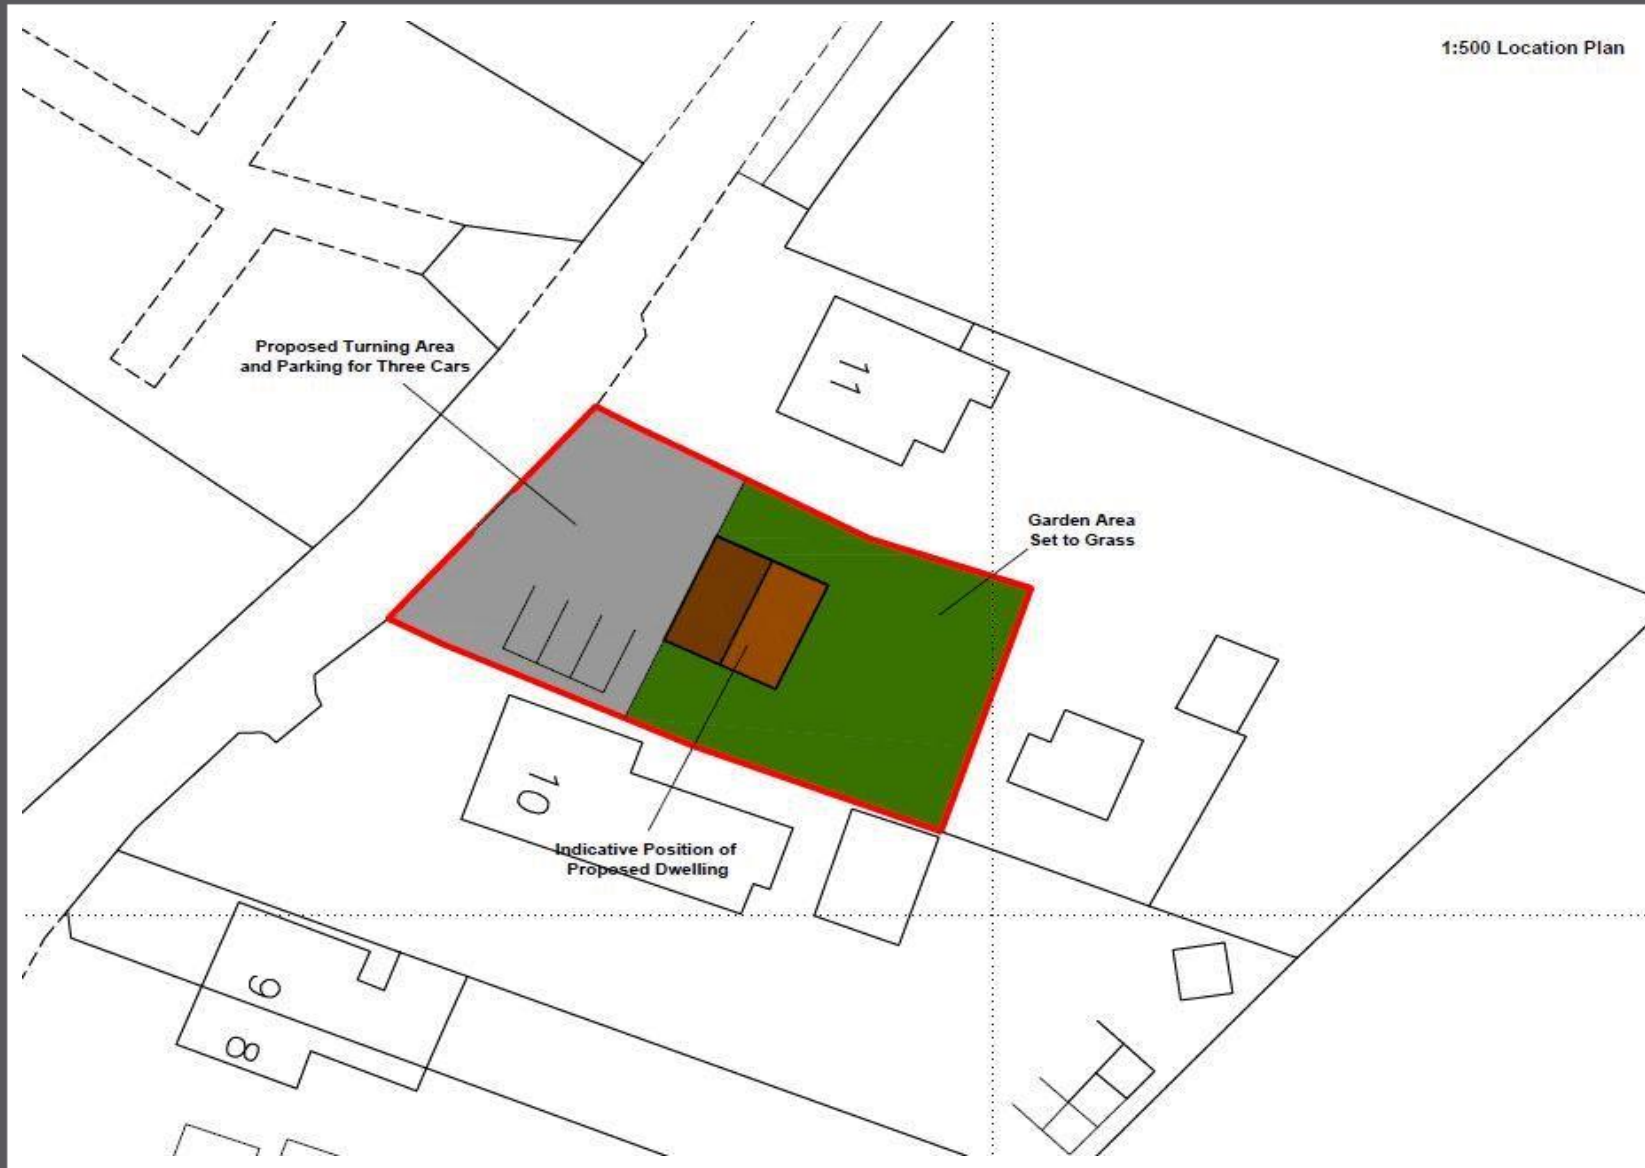 1:500 Location Plan
Proposed Turning Area
and Parking for Three Cars
11
Garden Area
Set to Grass
10
Indicative Position of
Proposed Dwelling
9
8